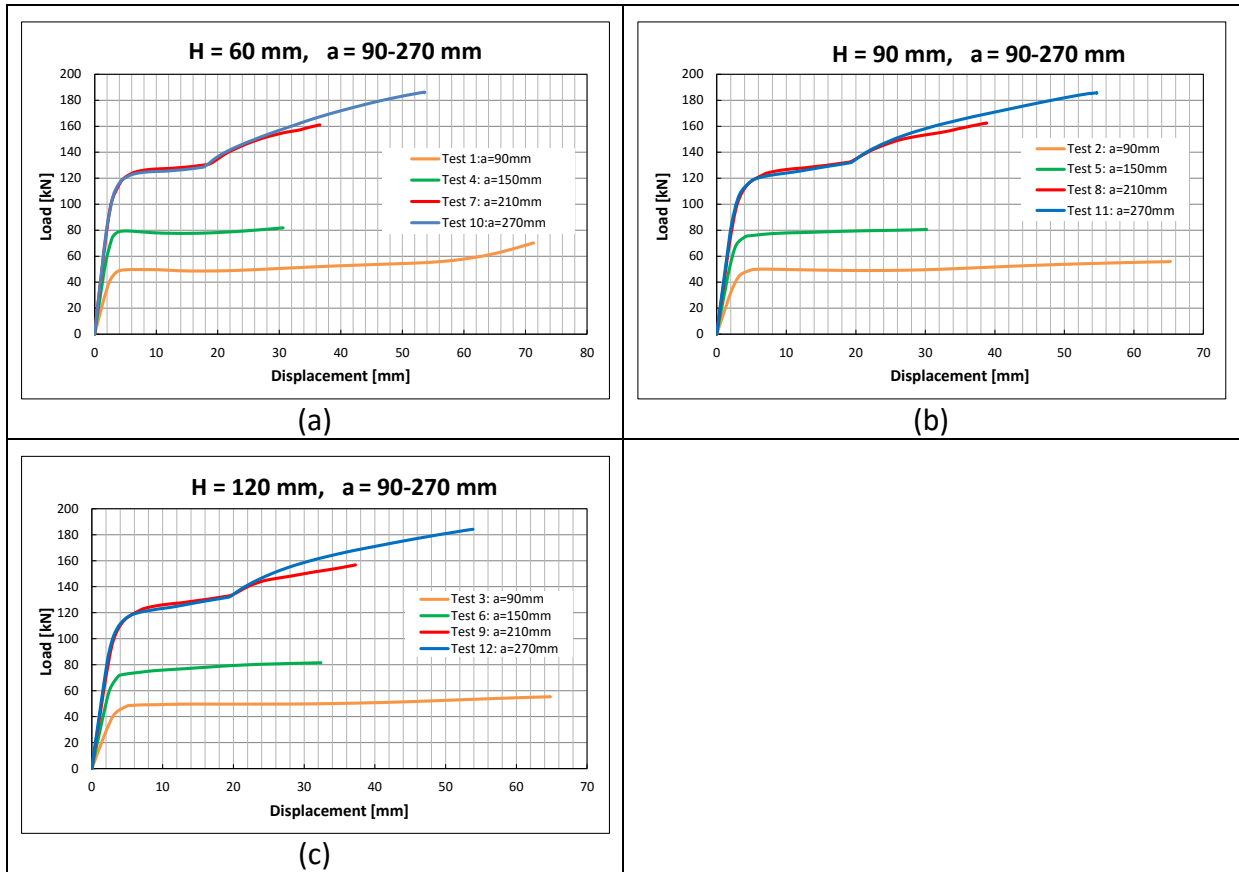 H = 60 mm, a = 90-270 mm
200
180
160
140
120
100
80
60
40
20
0
Load [kN]
Test 1:a=90mm
Test 4: a=150mm
Test 7: a=210mm
Test 10:a=270mm
0 10 20 30 40 50 60 70 80
Displacement [mm]
(a)
H = 90 mm, a = 90-270 mm
200
180
160
140
120
100
80
60
40
20
0
Load [kN]
Test 2: a=90mm
Test 5: a=150mm
Test 8: a=210mm
Test 11: a=270mm
0 10 20 30 40 50 60 70
Displacement [mm]
(b)
H = 120 mm, a = 90-270 mm
200
180
160
140
120
100
80
60
40
20
0
Load [kN]
Test 3: a=90mm
Test 6: a=150mm
Test 9: a=210mm
Test 12: a=270mm
0 10 20 30 40 50 60 70
Displacement [mm]
(c)